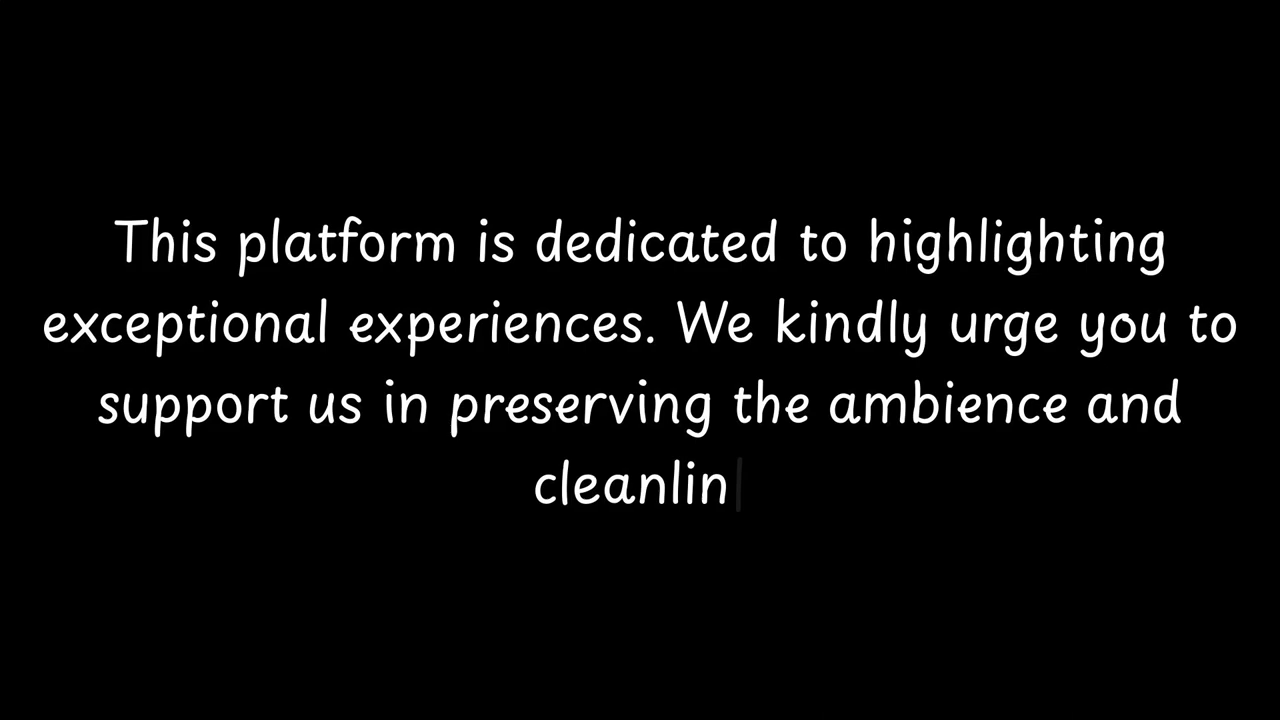 This platform is dedicated to highlighting
exceptional experiences. We kindly urge you to
support us in preserving the ambience and
cleanlin